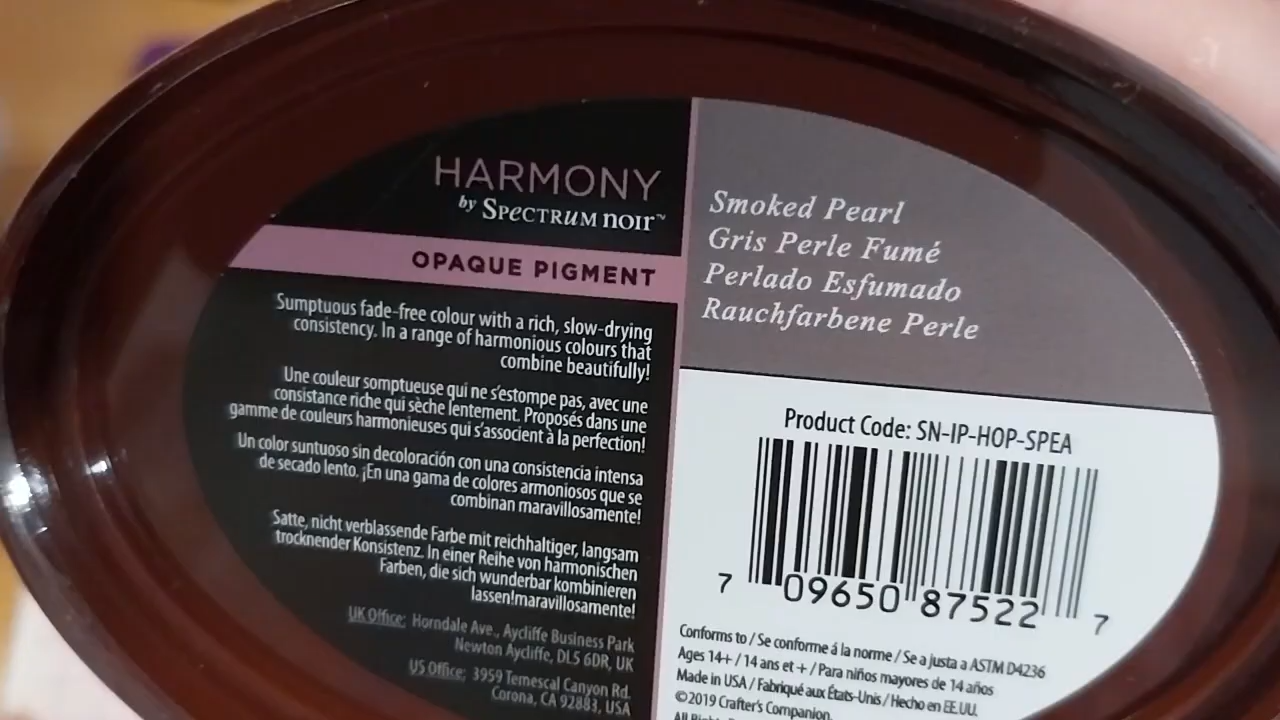 HARMONY
by SPECTRUM noir™
OPAQUE PIGMENT
Sumptuous fade-free colour with a rich, slow-drying
consistency. In a range of harmonious colours that
combine beautifully!
Une couleur somptueuse qui ne s'estompe pas, avec une
consistance riche qui sèche lentement. Proposés dans une
gamme de couleurs harmonieuses qui s'associent à la perfection!
Un color suntuoso sin decoloración con una consistencia intensa
de secado lento. ¡En una gama de colores armoniosos que se
combinan maravillosamente!
Satte, nicht verblassende Farbe mit reichhaltiger, langsam
trocknender Konsistenz. In einer Reihe von harmonischen
Farben, die sich wunderbar kombinieren
lassen!maravillosamente!
UK Office: Horndale Ave., Aycliffe Business Park
Newton Aycliffe, DL5 6DR, UK
US Office: 3959 Temescal Canyon Rd.
Corona, CA 92883, USA
Smoked Pearl
Gris Perle Fumé
Perlado Esfumado
Rauchfarbene Perle
Product Code: SN-IP-HOP-SPEA
7 09650 87522 7
Conforms to / Se conforme á la norme / Se a justa a ASTM D4236
Ages 14+ / 14 ans et + / Para niños mayores de 14 años
Made in USA / Fabriqué aux États-Unis / Hecho en EE.UU.
©2019 Crafter's Companion.
All